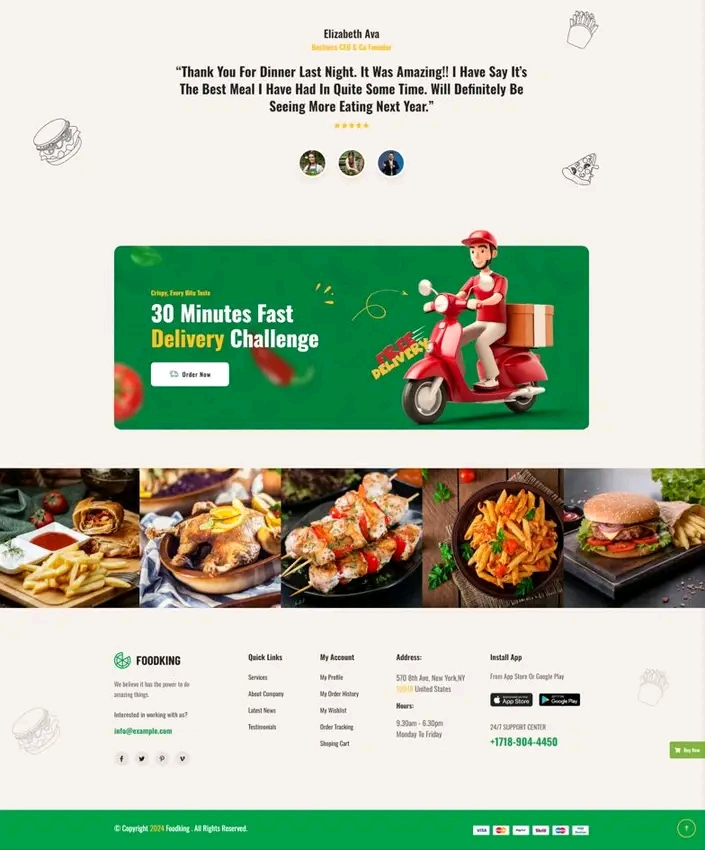 Elizabeth Ava
Business CEO & Co Founder
“Thank You For Dinner Last Night. It Was Amazing!! I Have Say It’s
The Best Meal I Have Had In Quite Some Time. Will Definitely Be
Seeing More Eating Next Year.”
Crispy, Every Bite Taste
30 Minutes Fast
Delivery Challenge
Order Now
FREE
DELIVERY
FOODKING
We believe it has the power to do
amazing things.
Interested in working with us?
info@example.com
Quick Links
Services
About Company
Latest News
Testimonials
My Account
My Profile
My Order History
My Wishlist
Order Tracking
Shoping Cart
Address:
570 8th Ave, New York,NY
10018 United States
Hours:
9.30am - 6.30pm
Monday To Friday
Install App
From App Store Or Google Play
App Store
Google Play
24/7 SUPPORT CENTER
+1718-904-4450
Buy Now
© Copyright 2024 Foodking . All Rights Reserved.
VISA
PayPal
Skrill